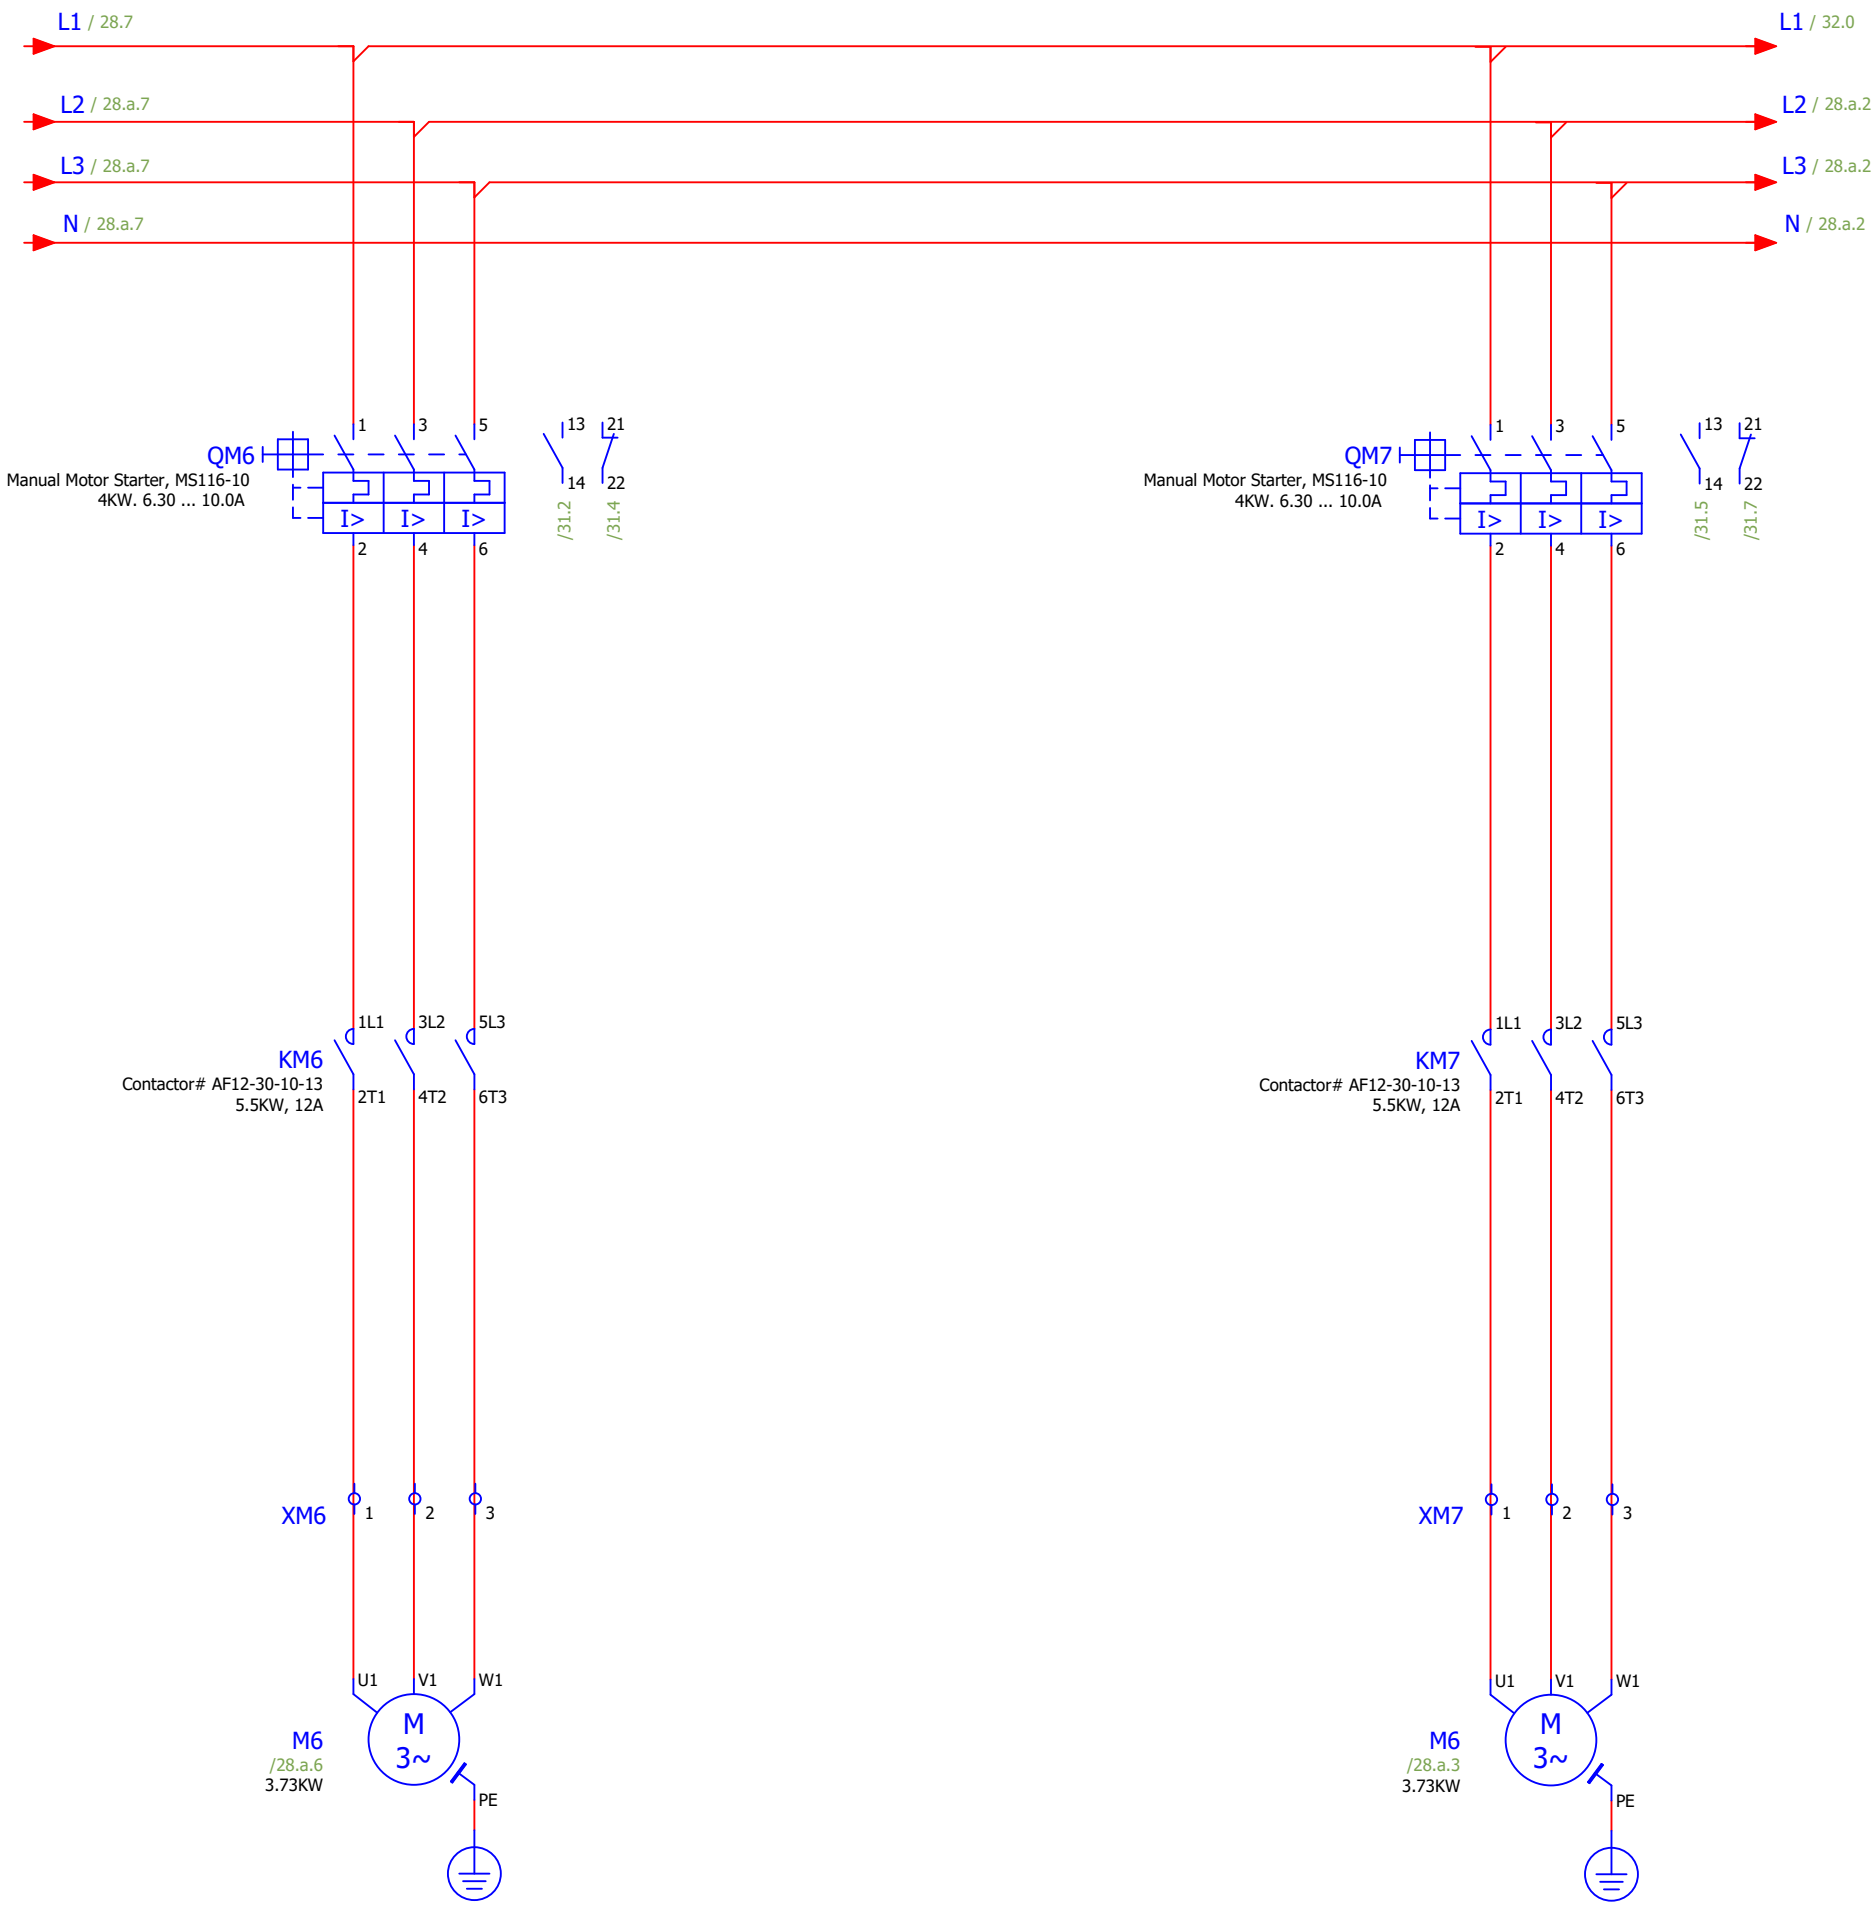 L1 / 28.7
L1 / 32.0
L2 / 28.a.7
L2 / 28.a.2
L3 / 28.a.7
L3 / 28.a.2
N / 28.a.7
N / 28.a.2
1 3 5 13 21
QM6
Manual Motor Starter, MS116-10
4KW. 6.30 ... 10.0A
14 22
I> I> I>
/31.2 /31.4
2 4 6
1 3 5 13 21
QM7
Manual Motor Starter, MS116-10
4KW. 6.30 ... 10.0A
14 22
I> I> I>
/31.5 /31.7
2 4 6
1L1 3L2 5L3
KM6
Contactor# AF12-30-10-13
5.5KW, 12A
2T1 4T2 6T3
1L1 3L2 5L3
KM7
Contactor# AF12-30-10-13
5.5KW, 12A
2T1 4T2 6T3
XM6 1 2 3
XM7 1 2 3
U1 V1 W1
M6
/28.a.6
3.73KW
M
3~
PE
U1 V1 W1
M6
/28.a.3
3.73KW
M
3~
PE